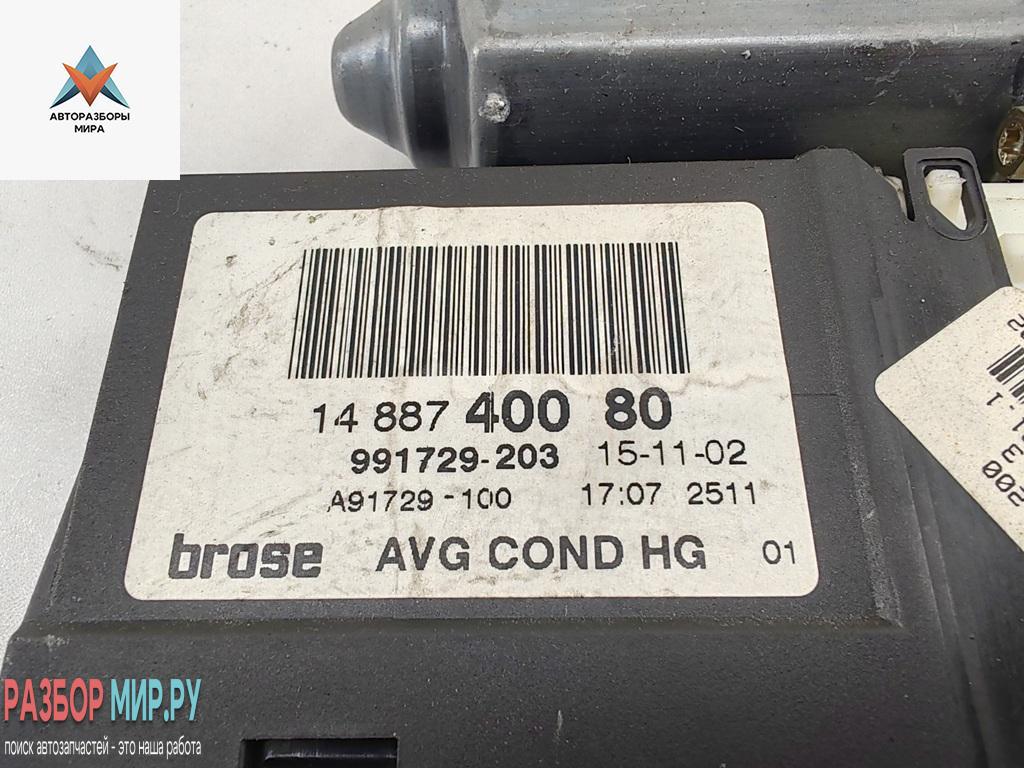 АВТОРАЗБОРЫ
МИРА
14 887 400 80
991729-203 15-11-02
A91729-100 17:07 2511
brose AVG COND HG 01
200
РАЗБОР МИР.РУ
поиск автозапчастей - это наша работа